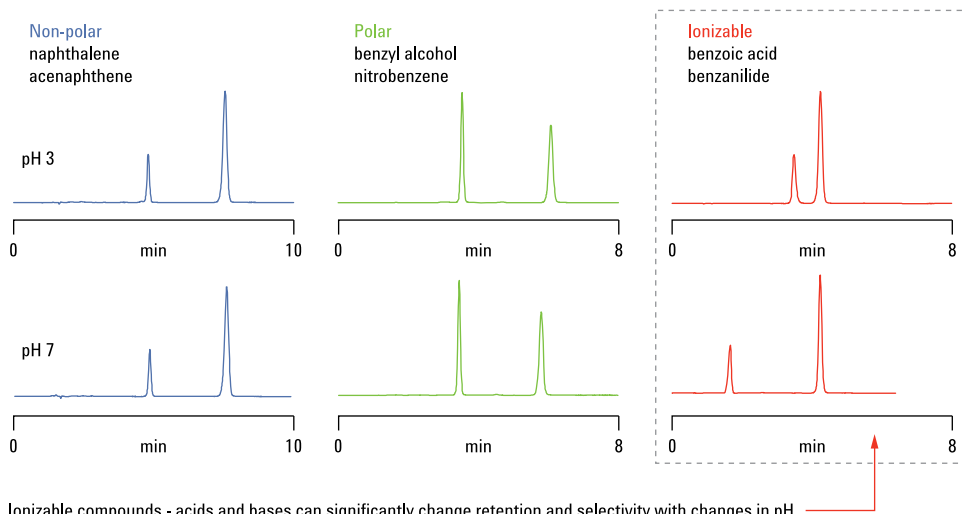 Non-polar
naphthalene
acenaphthene
Polar
benzyl alcohol
nitrobenzene
Ionizable
benzoic acid
benzanilide
pH 3
0 min 10
0 min 8
0 min 8
pH 7
0 min 10
0 min 8
0 min 8
Ionizable compounds - acids and bases can significantly change retention and selectivity with changes in pH